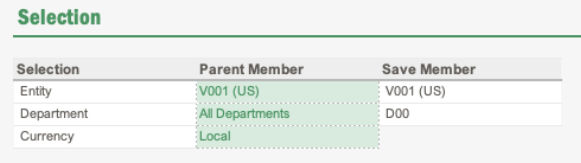 Selection
Selection Parent Member Save Member
Entity V001 (US) V001 (US)
Department All Departments D00
Currency Local